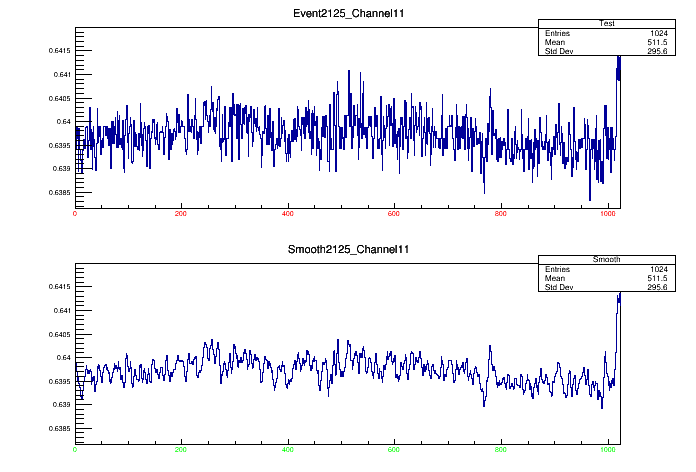 Event2125_Channel11
Test
Entries 1024
Mean 511.5
Std Dev 295.6
0.6415
0.641
0.6405
0.64
0.6395
0.639
0.6385
0 200 400 600 800 1000
Smooth2125_Channel11
Smooth
Entries 1024
Mean 511.5
Std Dev 295.6
0.6415
0.641
0.6405
0.64
0.6395
0.639
0.6385
0 200 400 600 800 1000